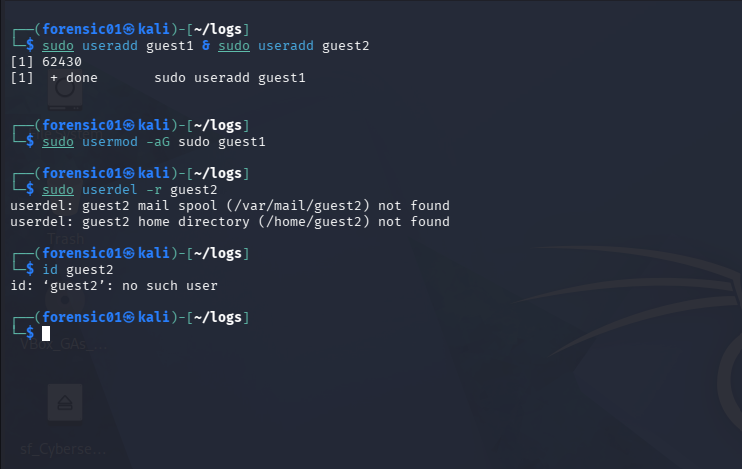 ┌──(forensic01㉿kali)-[~/logs]
└─$ sudo useradd guest1 & sudo useradd guest2
[1] 62430
[1]  + done       sudo useradd guest1
┌──(forensic01㉿kali)-[~/logs]
└─$ sudo usermod -aG sudo guest1
┌──(forensic01㉿kali)-[~/logs]
└─$ sudo userdel -r guest2
userdel: guest2 mail spool (/var/mail/guest2) not found
userdel: guest2 home directory (/home/guest2) not found
┌──(forensic01㉿kali)-[~/logs]
└─$ id guest2
id: ‘guest2’: no such user
┌──(forensic01㉿kali)-[~/logs]
└─$
Trash
VBox_GAs_...
sf_Cyberse...